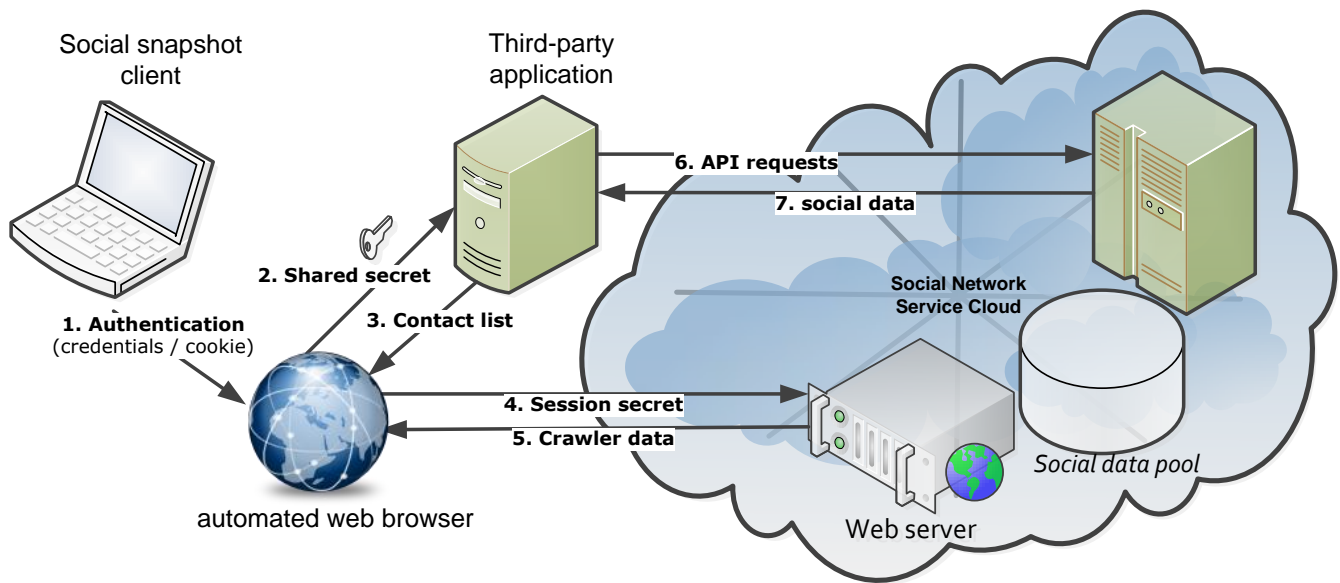 Social snapshot
client
Third-party
application
6. API requests
7. social data
2. Shared secret
Social Network
Service Cloud
1. Authentication
(credentials / cookie)
3. Contact list
4. Session secret
5. Crawler data
Social data pool
automated web browser
Web server